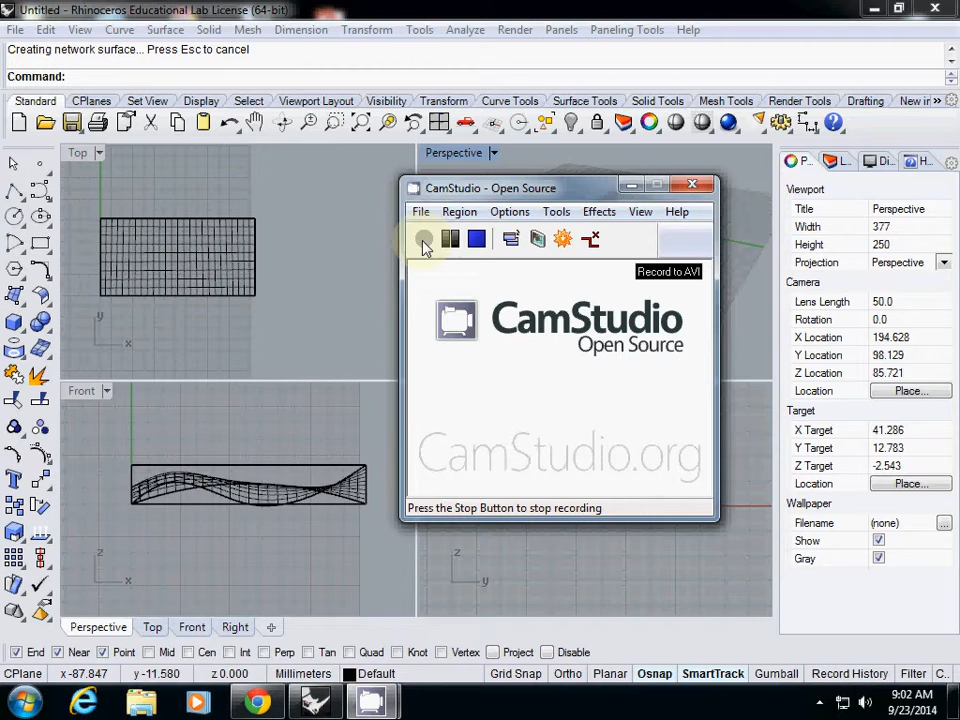 Untitled - Rhinoceros Educational Lab License (64-bit)
File Edit View Curve Surface Solid Mesh Dimension Transform Tools Analyze Render Panels Paneling Tools Help
Creating network surface... Press Esc to cancel
Command:
Standard CPlanes Set View Display Select Viewport Layout Visibility Transform Curve Tools Surface Tools Solid Tools Mesh Tools Render Tools Drafting New in »
Top
Perspective
P... L... Di... H...
CamStudio - Open Source
File Region Options Tools Effects View Help
Record to AVI
CamStudio
Open Source
CamStudio.org
Press the Stop Button to stop recording
y
x
Front
z
x
z
y
Viewport
Title Perspective
Width 377
Height 250
Projection Perspective
Camera
Lens Length 50.0
Rotation 0.0
X Location 194.628
Y Location 98.129
Z Location 85.721
Location Place...
Target
X Target 41.286
Y Target 12.783
Z Target -2.543
Location Place...
Wallpaper
Filename (none) ...
Show
Gray
Perspective Top Front Right
End Near Point Mid Cen Int Perp Tan Quad Knot Vertex Project Disable
CPlane x -87.847 y -11.580 z 0.000 Millimeters Default Grid Snap Ortho Planar Osnap SmartTrack Gumball Record History Filter C..
9:02 AM
9/23/2014